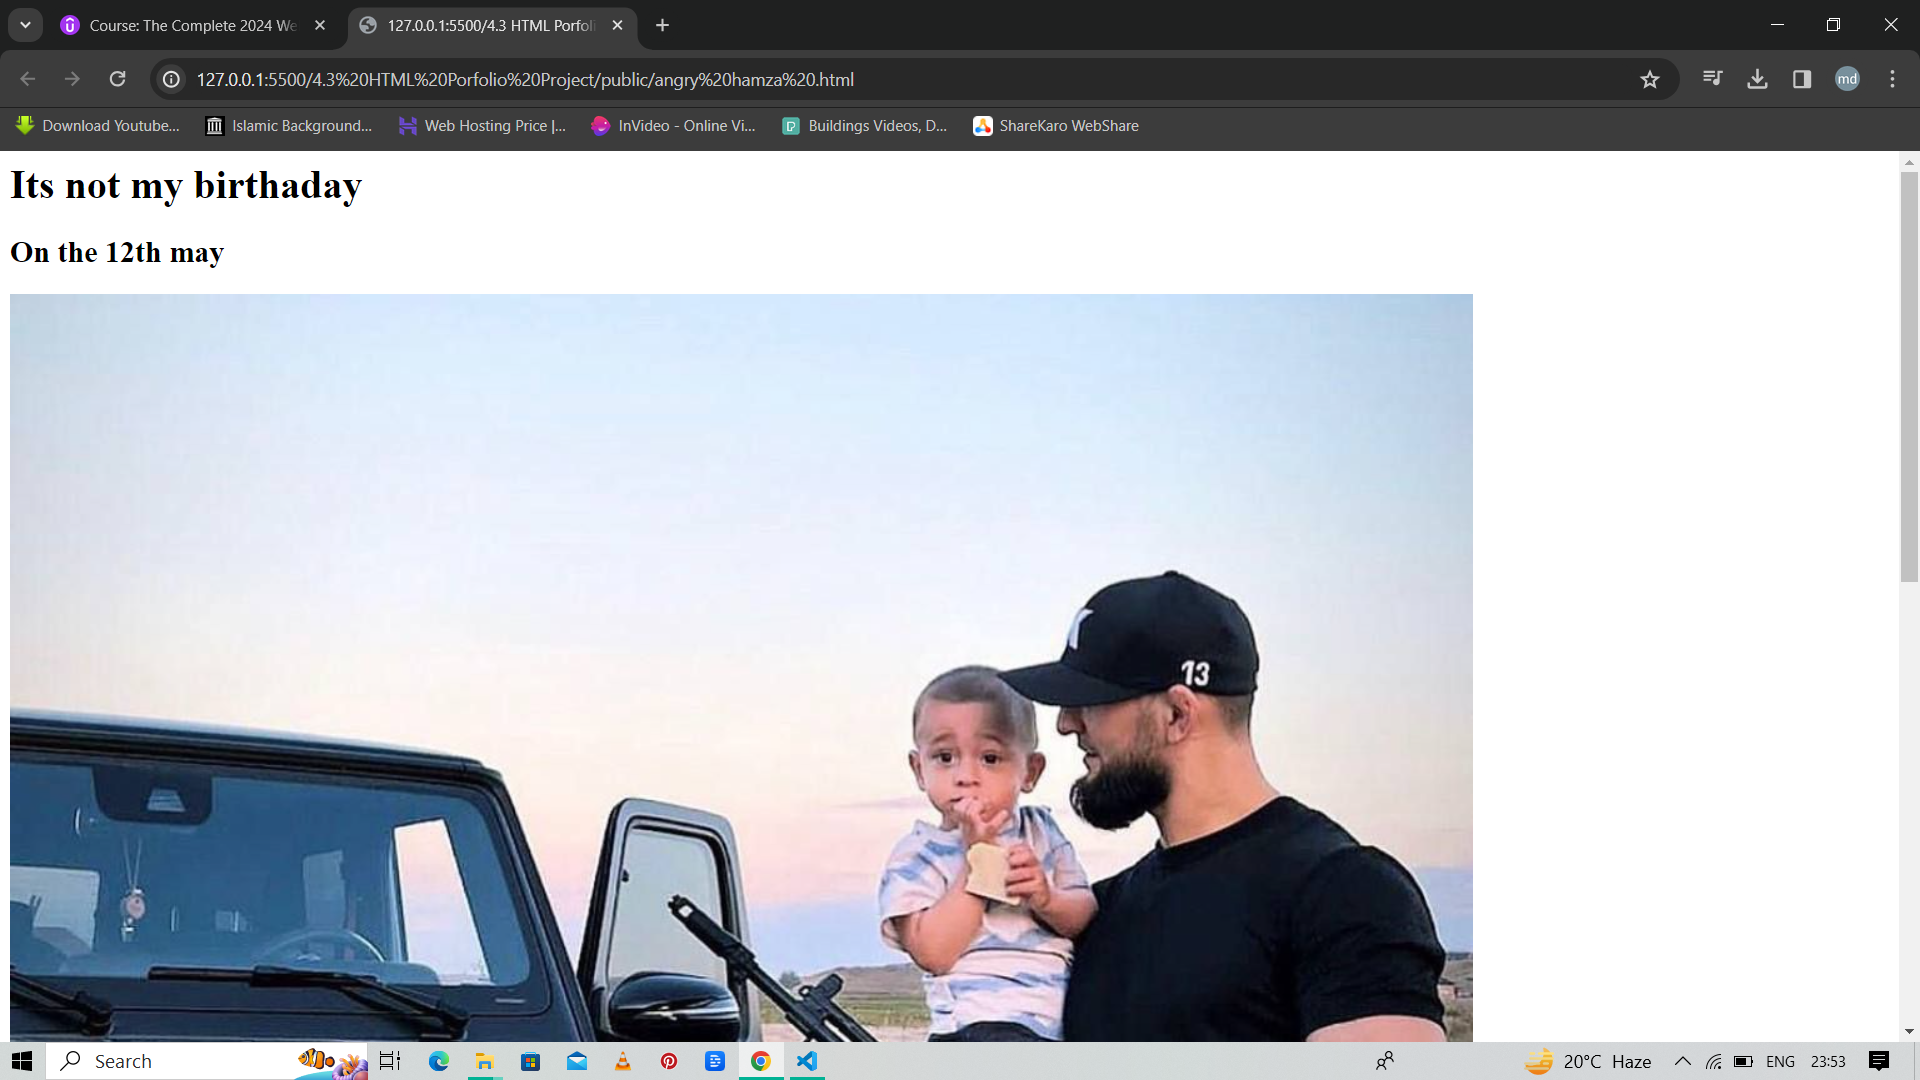 Course: The Complete 2024 We
127.0.0.1:5500/4.3 HTML Porfoli
127.0.0.1:5500/4.3%20HTML%20Porfolio%20Project/public/angry%20hamza%20.html
md
Download Youtube...
Islamic Background...
Web Hosting Price |...
InVideo - Online Vi...
Buildings Videos, D...
ShareKaro WebShare
Its not my birthaday
On the 12th may
13
Search
20°C Haze
ENG
23:53